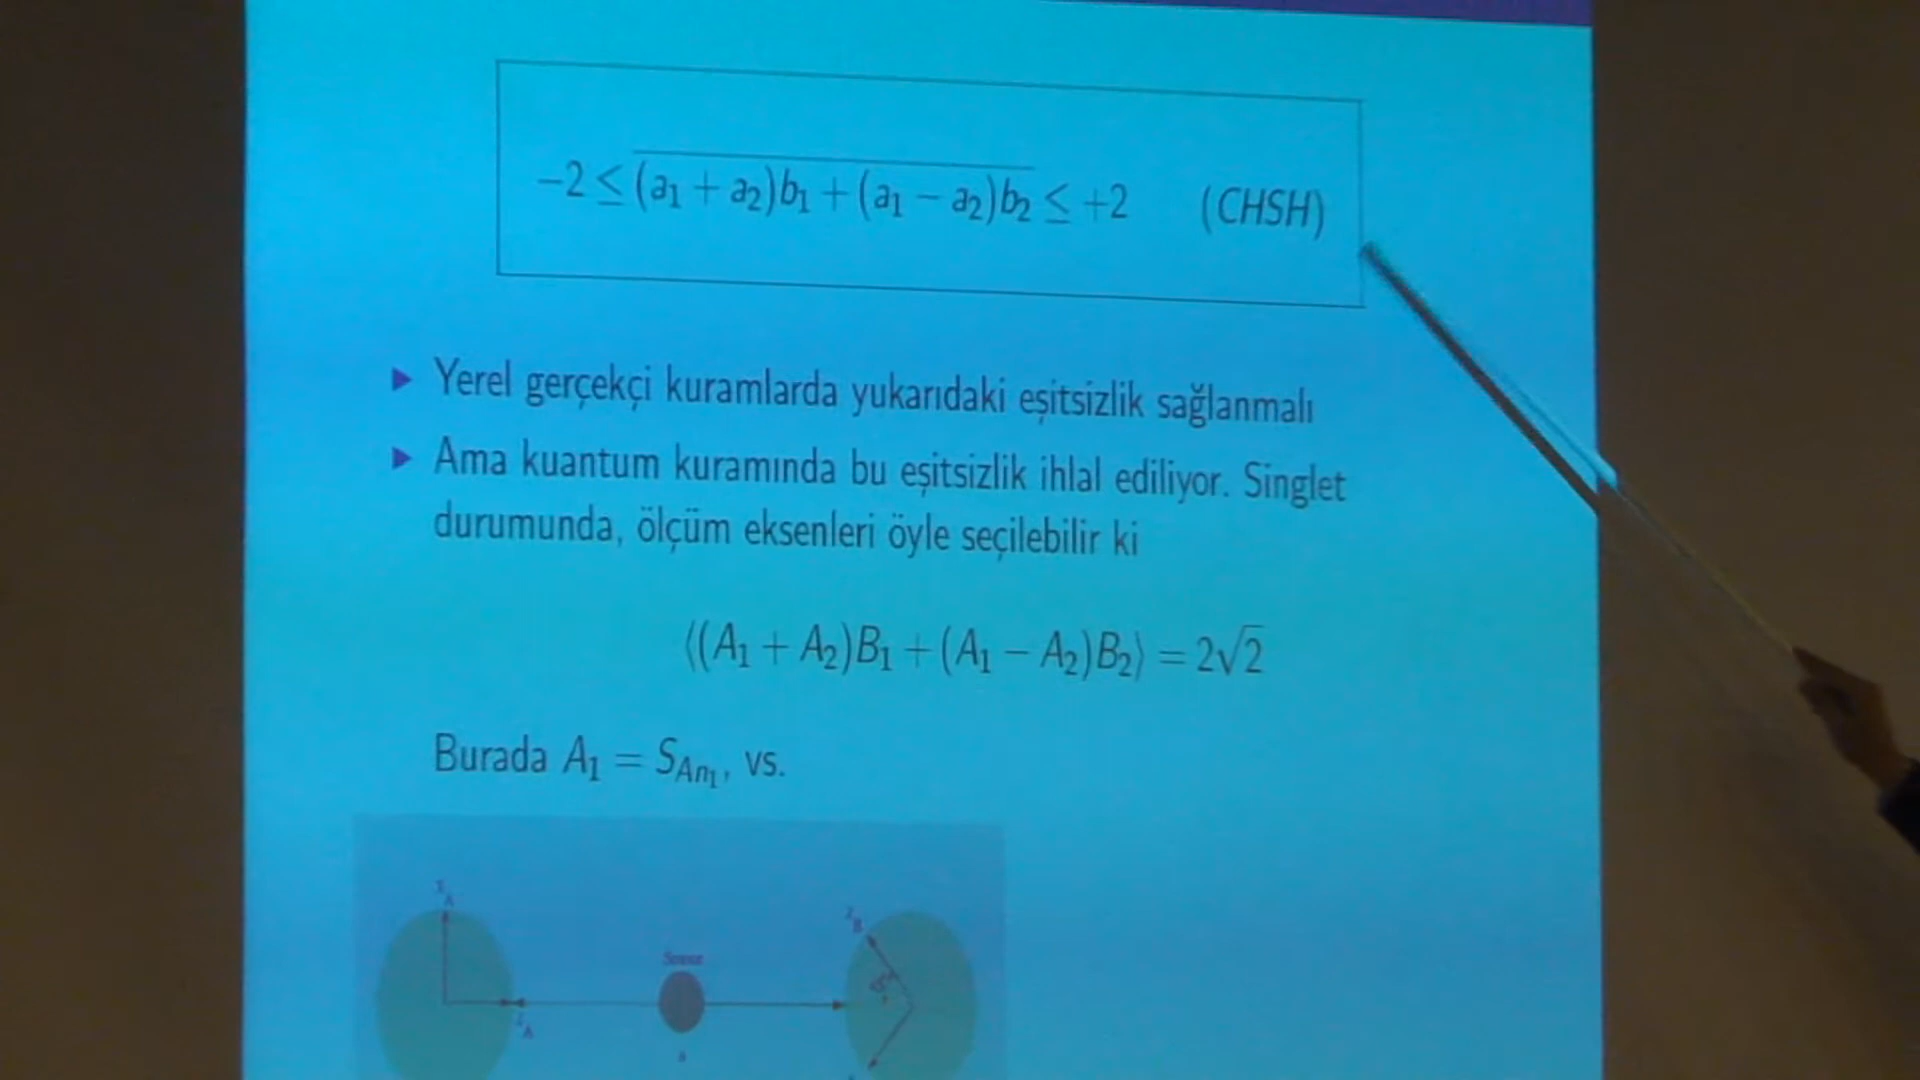 −2 ≤ (a₁ + a₂)b₁ + (a₁ − a₂)b₂ ≤ +2 (CHSH)
▶ Yerel gerçekçi kuramlarda yukarıdaki eşitsizlik sağlanmalı
▶ Ama kuantum kuramında bu eşitsizlik ihlal ediliyor. Singlet
durumunda, ölçüm eksenleri öyle seçilebilir ki
⟨(A₁ + A₂)B₁ + (A₁ − A₂)B₂⟩ = 2√2
Burada A₁ = S_{An₁}, vs.
Source